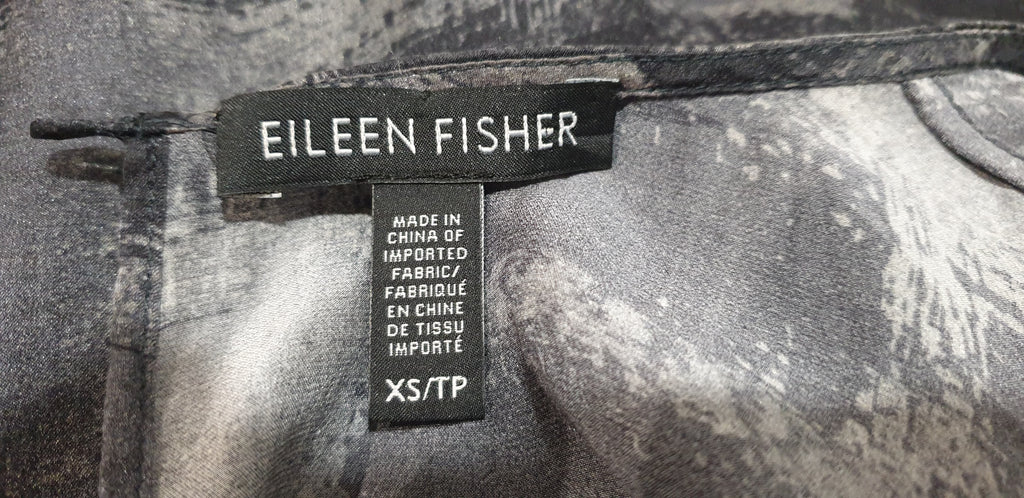 EILEEN FISHER
MADE IN
CHINA OF
IMPORTED
FABRIC/
FABRIQUÉ
EN CHINE
DE TISSU
IMPORTÉ
XS/TP